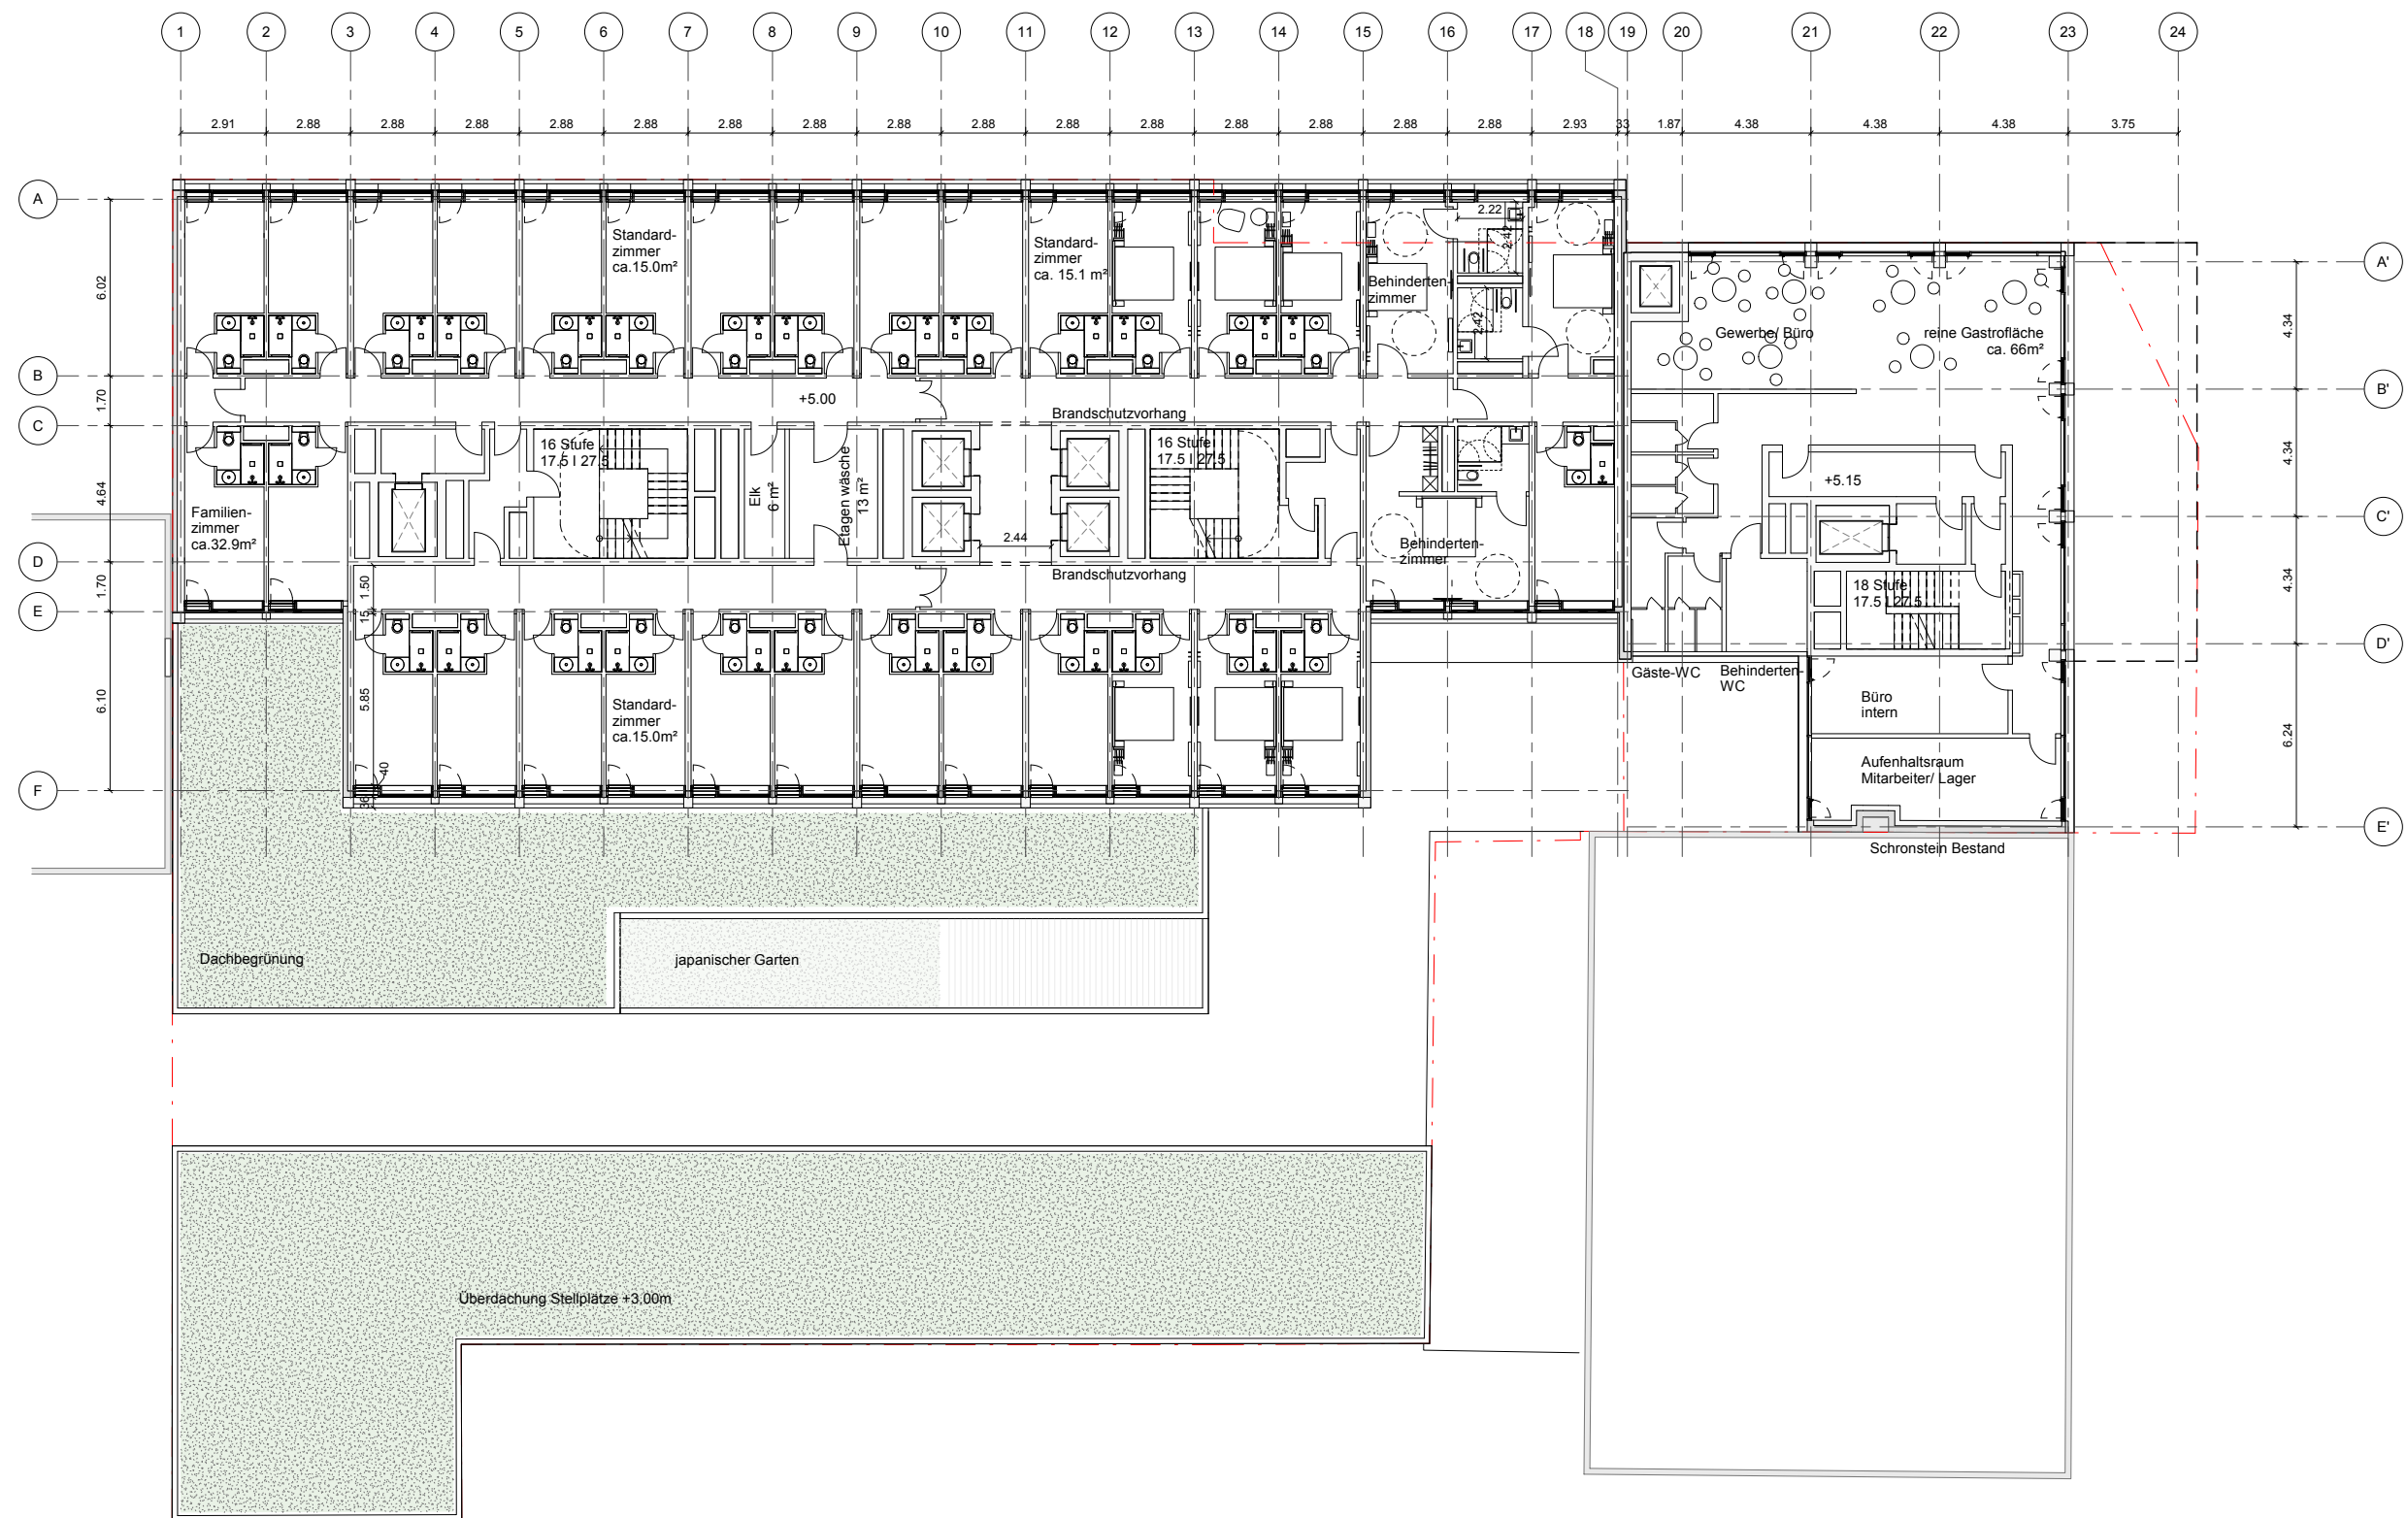 1 2 3 4 5 6 7 8 9 10 11 12 13 14 15 16 17 18 19 20 21 22 23 24
2.91 2.88 2.88 2.88 2.88 2.88 2.88 2.88 2.88 2.88 2.88 2.88 2.88 2.88 2.88 2.88 2.93 33 1.87 4.38 4.38 4.38 3.75
A
B
C
D
E
F
6.02
1.70
4.64
1.70
6.10
A'
B'
C'
D'
E'
4.34
4.34
4.34
6.24
Standard-
zimmer
ca.15.0m²
Standard-
zimmer
ca. 15.1 m²
2.22
2.42
Behinderten-
zimmer
2.42
Gewerbe/ Büro
reine Gastrofläche
ca. 66m²
+5.00
Brandschutzvorhang
16 Stufe
17.5 I 27.5
Elk
6 m²
Etagen wäsche
13 m²
16 Stufe
17.5 I 27.5
2.44
Brandschutzvorhang
Familien-
zimmer
ca.32.9m²
Behinderten-
zimmer
+5.15
18 Stufe
17.5 I 27.5
1.50
15
5.85
40
36
Standard-
zimmer
ca.15.0m²
Gäste-WC
Behinderten-
WC
Büro
intern
Aufenthaltsraum
Mitarbeiter/ Lager
Schronstein Bestand
Dachbegrünung
japanischer Garten
Überdachung Stellplätze +3.00m